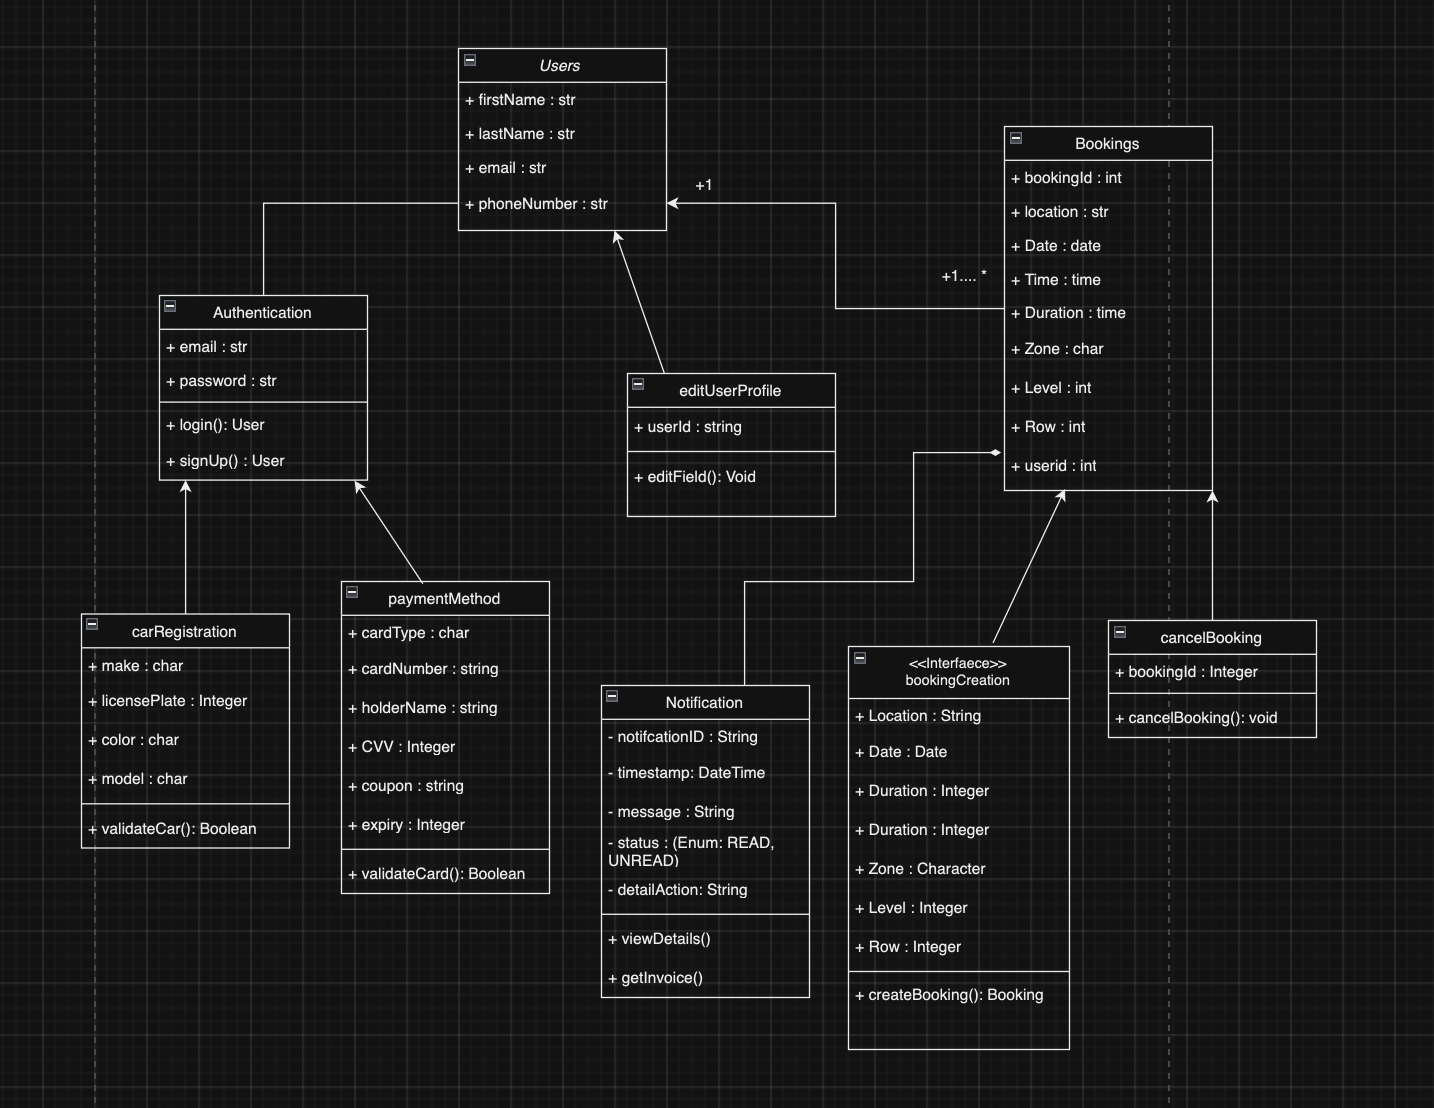 Users
+ firstName : str
+ lastName : str
+ email : str
+ phoneNumber : str
+1
+1.... *
Bookings
+ bookingId : int
+ location : str
+ Date : date
+ Time : time
+ Duration : time
+ Zone : char
+ Level : int
+ Row : int
+ userid : int
Authentication
+ email : str
+ password : str
+ login(): User
+ signUp() : User
editUserProfile
+ userId : string
+ editField(): Void
carRegistration
+ make : char
+ licensePlate : Integer
+ color : char
+ model : char
+ validateCar(): Boolean
paymentMethod
+ cardType : char
+ cardNumber : string
+ holderName : string
+ CVV : Integer
+ coupon : string
+ expiry : Integer
+ validateCard(): Boolean
Notification
- notifcationID : String
- timestamp: DateTime
- message : String
- status : (Enum: READ,
UNREAD)
- detailAction: String
+ viewDetails()
+ getInvoice()
<<Interfaece>>
bookingCreation
+ Location : String
+ Date : Date
+ Duration : Integer
+ Duration : Integer
+ Zone : Character
+ Level : Integer
+ Row : Integer
+ createBooking(): Booking
cancelBooking
+ bookingId : Integer
+ cancelBooking(): void